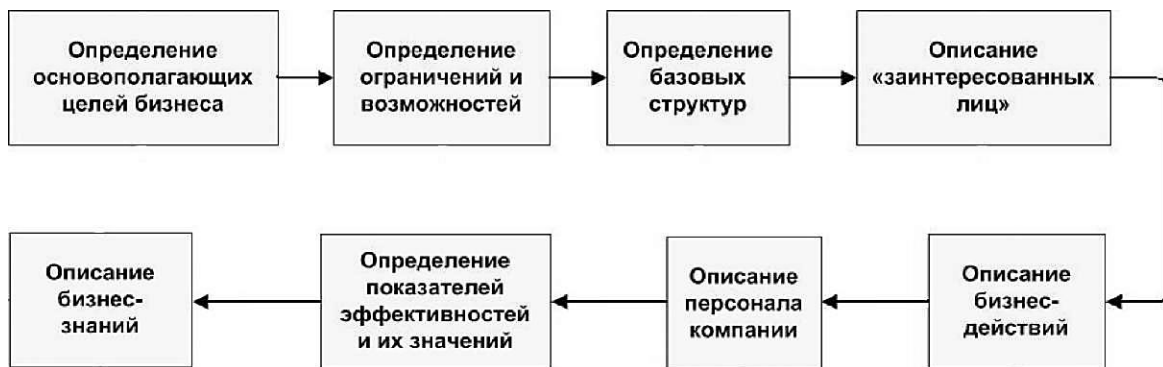 Определение
основополагающих
целей бизнеса
Определение
ограничений и
возможностей
Определение
базовых
структур
Описание
«заинтересованных
лиц»
Описание
бизнес-
действий
Описание
персонала
компании
Определение
показателей
эффективностей
и их значений
Описание
бизнес-
знаний